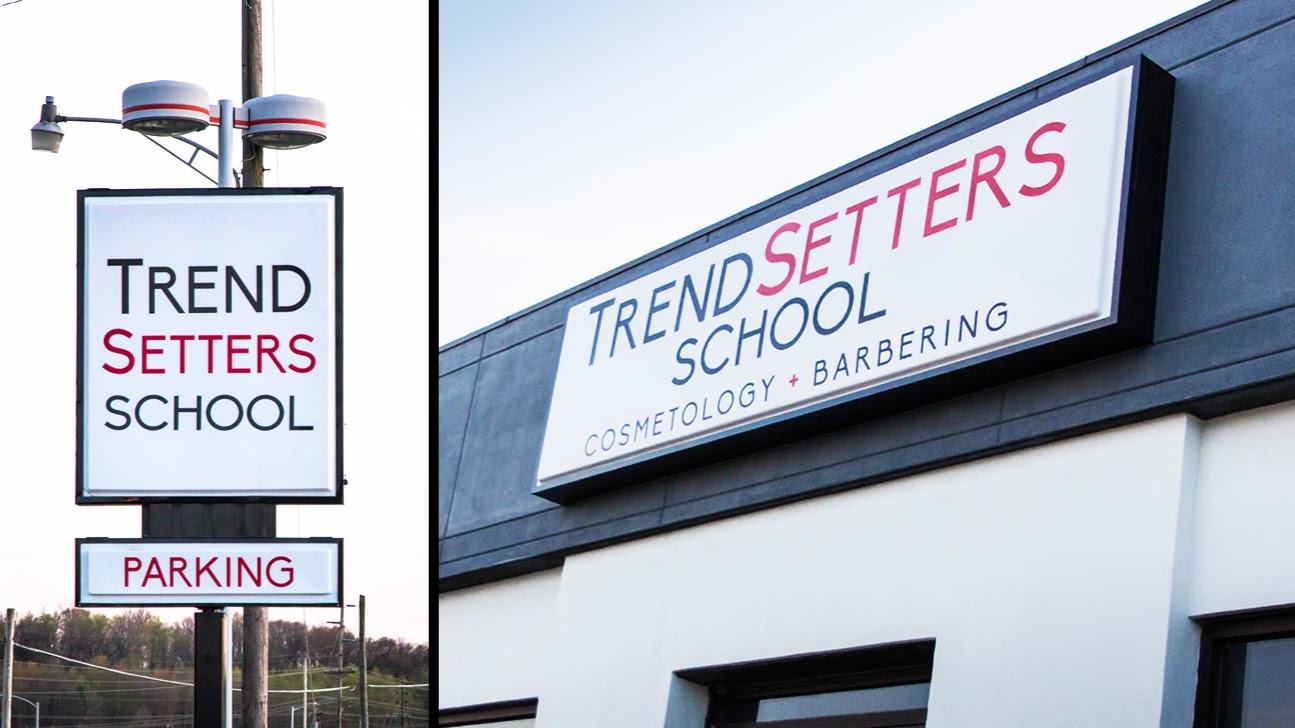 TREND
SETTERS
SCHOOL
PARKING
TRENDSETTERS
SCHOOL
COSMETOLOGY + BARBERING